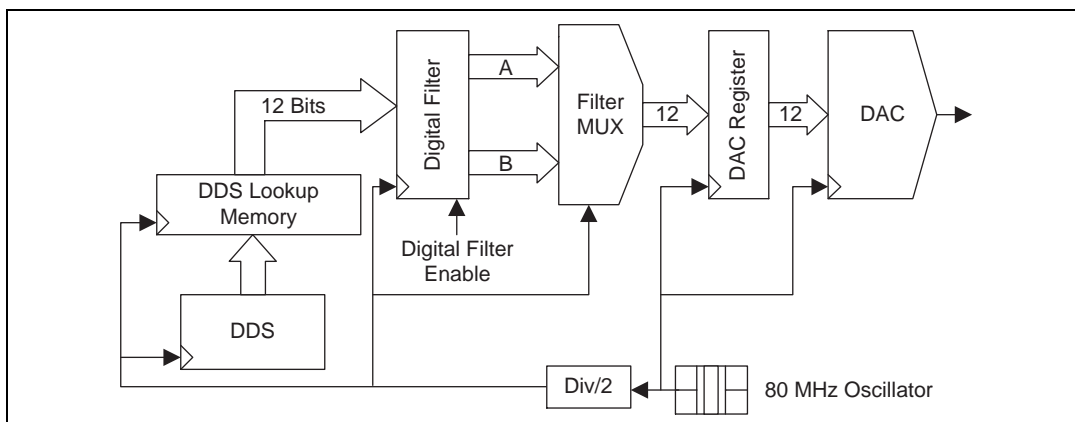 12 Bits
Digital Filter
A
B
Filter
MUX
12
DAC Register
12
DAC
DDS Lookup
Memory
Digital Filter
Enable
DDS
Div/2
80 MHz Oscillator